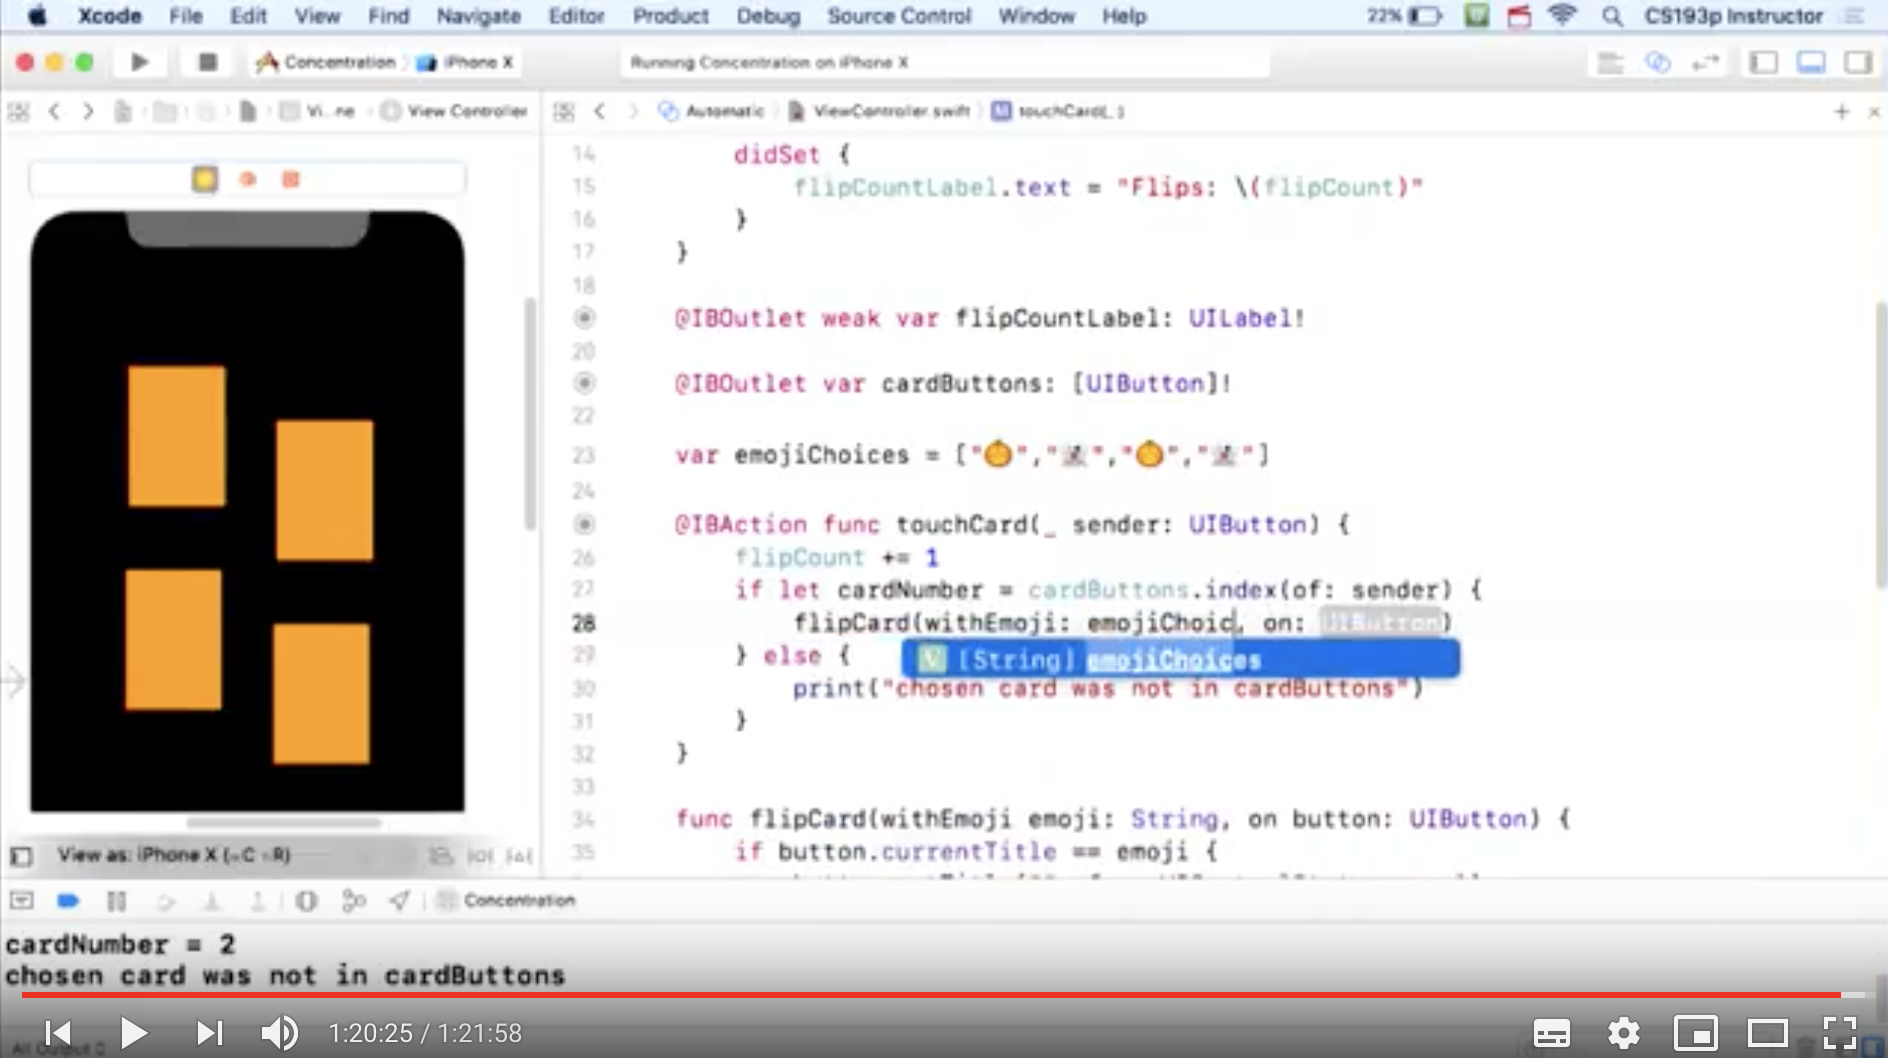 Xcode File Edit View Find Navigate Editor Product Debug Source Control Window Help 22% CS193p Instructor
Concentration iPhone X Running Concentration on iPhone X
Vi...ne View Controller Automatic ViewController.swift touchCard(_:)
14 didSet {
15 flipCountLabel.text = "Flips: \(flipCount)"
16 }
17 }
18
@IBOutlet weak var flipCountLabel: UILabel!
20
@IBOutlet var cardButtons: [UIButton]!
22
23 var emojiChoices = ["🎃","👻","🎃","👻"]
24
@IBAction func touchCard(_ sender: UIButton) {
26 flipCount += 1
27 if let cardNumber = cardButtons.index(of: sender) {
28 flipCard(withEmoji: emojiChoic, on: UIButton)
29 } else {
V [String] emojiChoices
30 print("chosen card was not in cardButtons")
31 }
32 }
33
34 func flipCard(withEmoji emoji: String, on button: UIButton) {
35 if button.currentTitle == emoji {
View as: iPhone X (wC hR)
Concentration
cardNumber = 2
chosen card was not in cardButtons
1:20:25 / 1:21:58
All Output